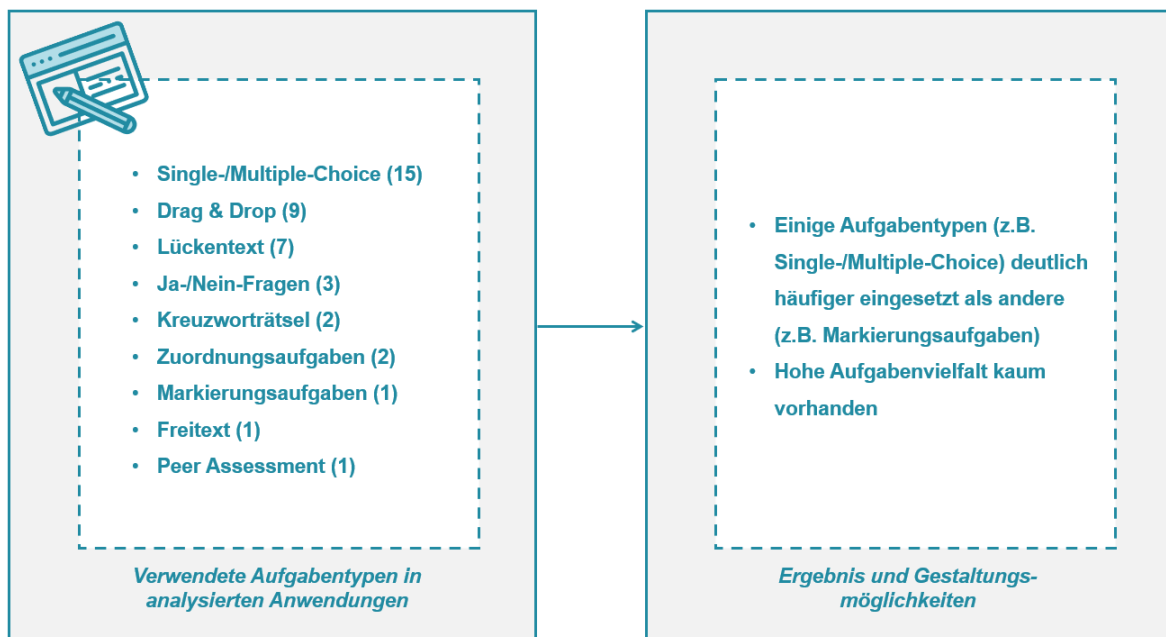 • Single-/Multiple-Choice (15)
• Drag & Drop (9)
• Lückentext (7)
• Ja-/Nein-Fragen (3)
• Kreuzworträtsel (2)
• Zuordnungsaufgaben (2)
• Markierungsaufgaben (1)
• Freitext (1)
• Peer Assessment (1)
Verwendete Aufgabentypen in
analysierten Anwendungen
• Einige Aufgabentypen (z.B.
Single-/Multiple-Choice) deutlich
häufiger eingesetzt als andere
(z.B. Markierungsaufgaben)
• Hohe Aufgabenvielfalt kaum
vorhanden
Ergebnis und Gestaltungs-
möglichkeiten